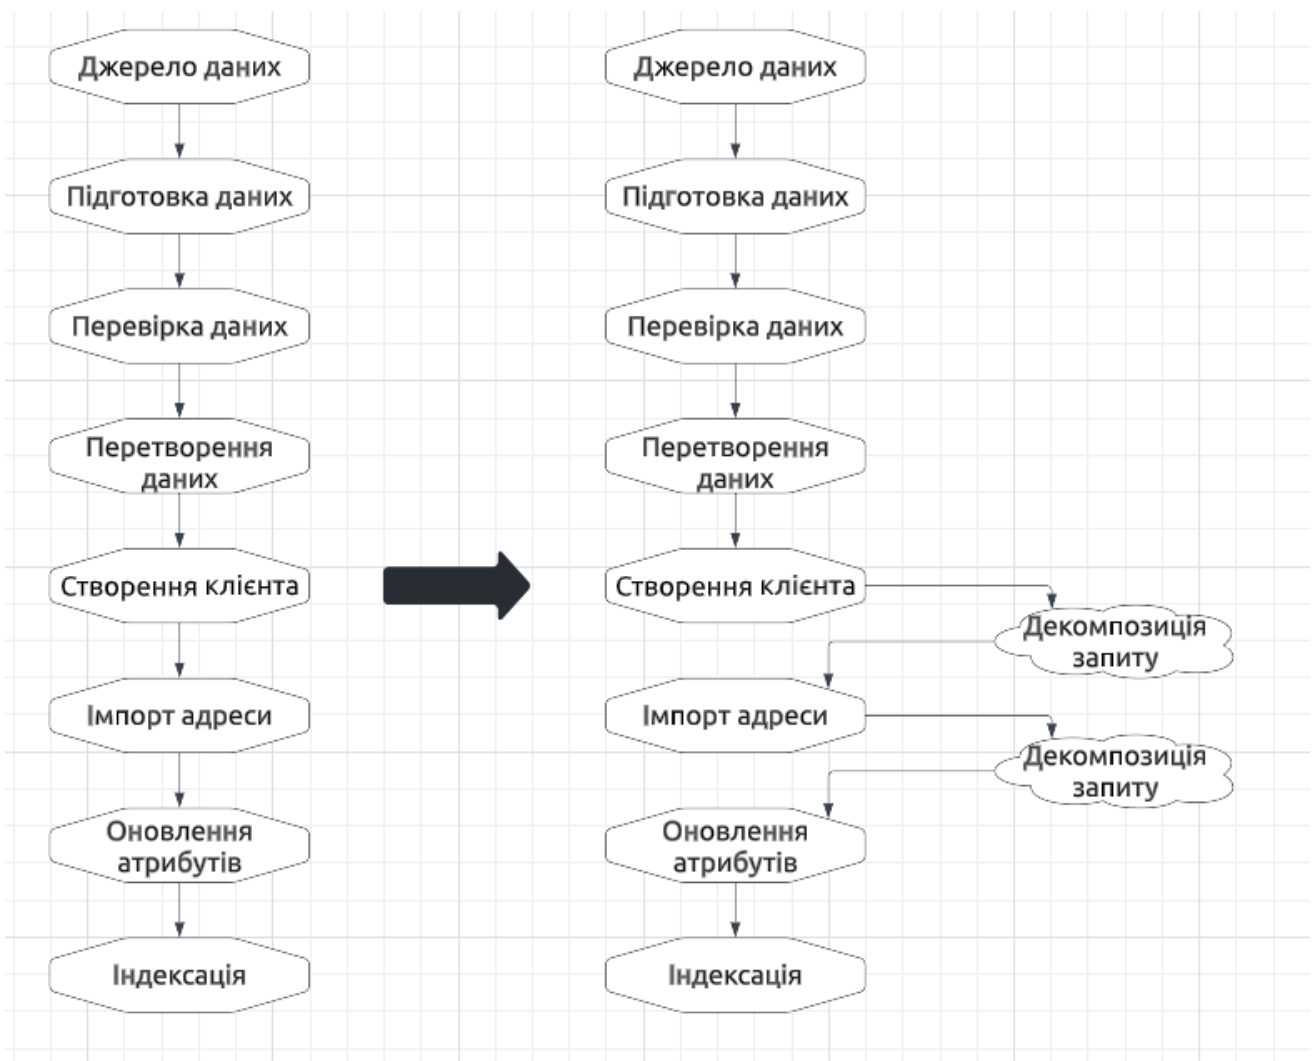 Джерело даних
Підготовка даних
Перевірка даних
Перетворення
даних
Створення клієнта
Імпорт адреси
Оновлення
атрибутів
Індексація
Джерело даних
Підготовка даних
Перевірка даних
Перетворення
даних
Створення клієнта
Декомпозиція
запиту
Імпорт адреси
Декомпозиція
запиту
Оновлення
атрибутів
Індексація